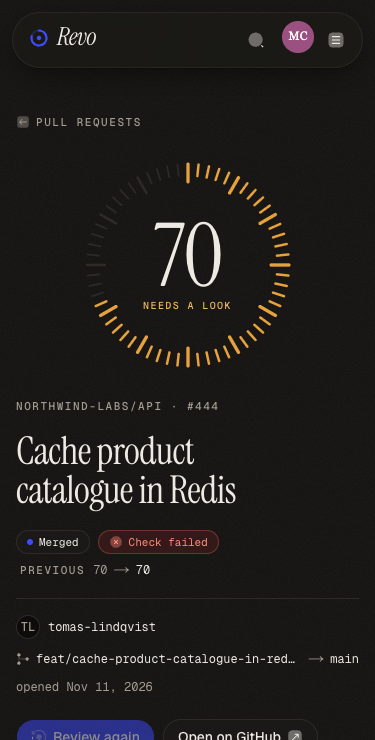 Revo
MC
PULL REQUESTS
70
NEEDS A LOOK
NORTHWIND-LABS/API · #444
Cache product
catalogue in Redis
Merged
Check failed
PREVIOUS 70 → 70
TL tomas-lindqvist
feat/cache-product-catalogue-in-red… → main
opened Nov 11, 2026
Review again
Open on GitHub